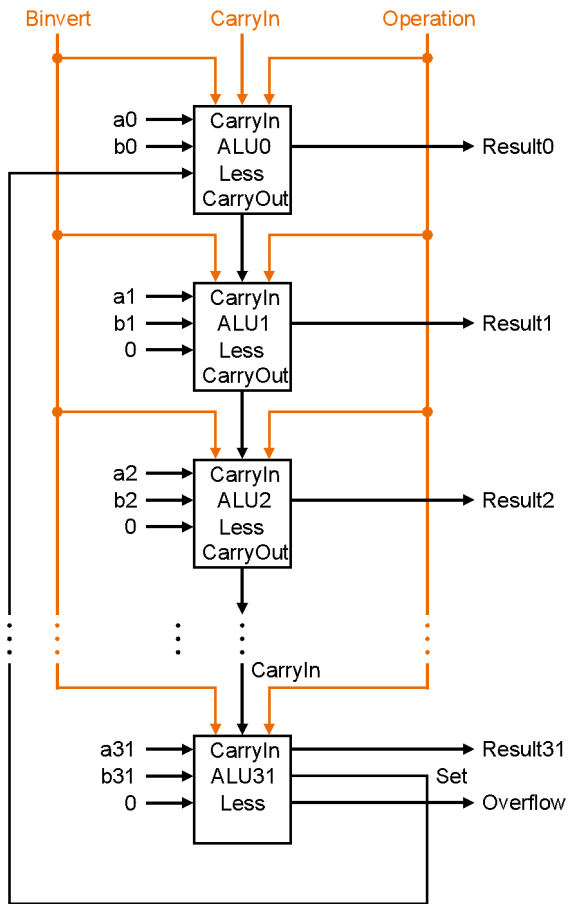 Binvert CarryIn Operation
a0 CarryIn
b0 ALU0 Result0
Less
CarryOut
a1 CarryIn
b1 ALU1 Result1
0 Less
CarryOut
a2 CarryIn
b2 ALU2 Result2
0 Less
CarryOut
CarryIn
a31 CarryIn Result31
b31 ALU31 Set
0 Less Overflow